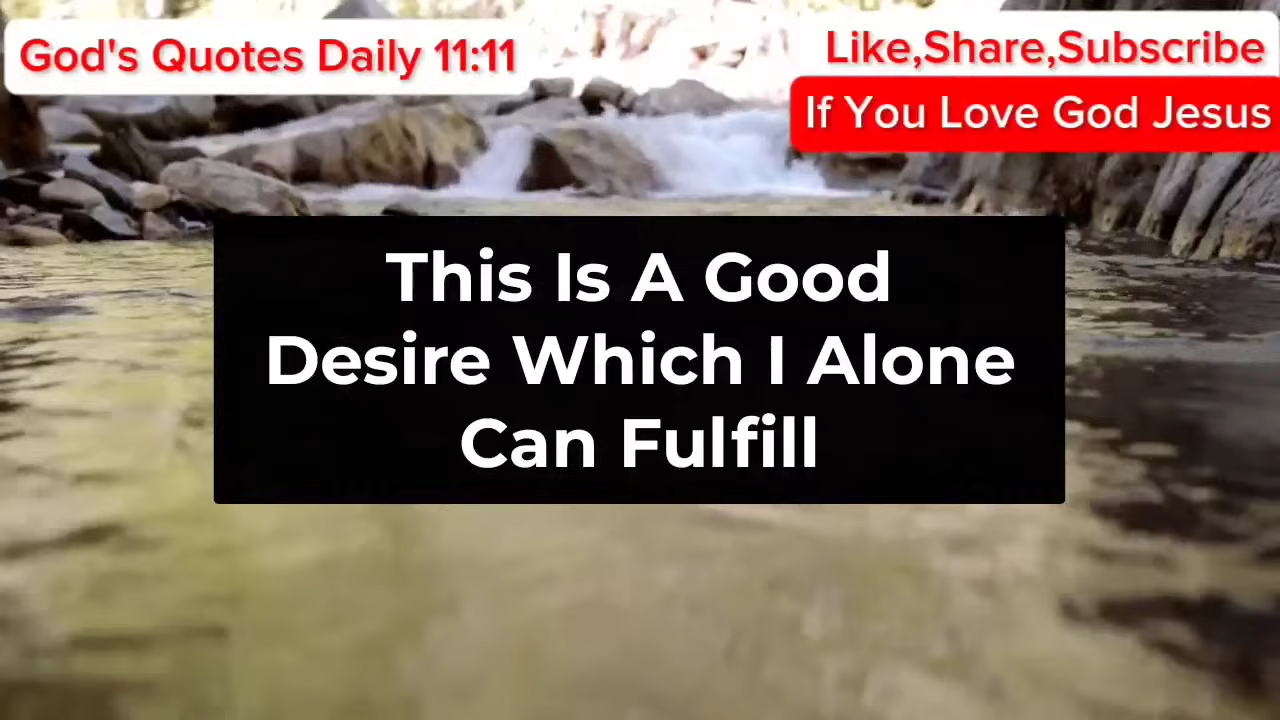 God's Quotes Daily 11:11
Like,Share,Subscribe
If You Love God Jesus
This Is A Good
Desire Which I Alone
Can Fulfill